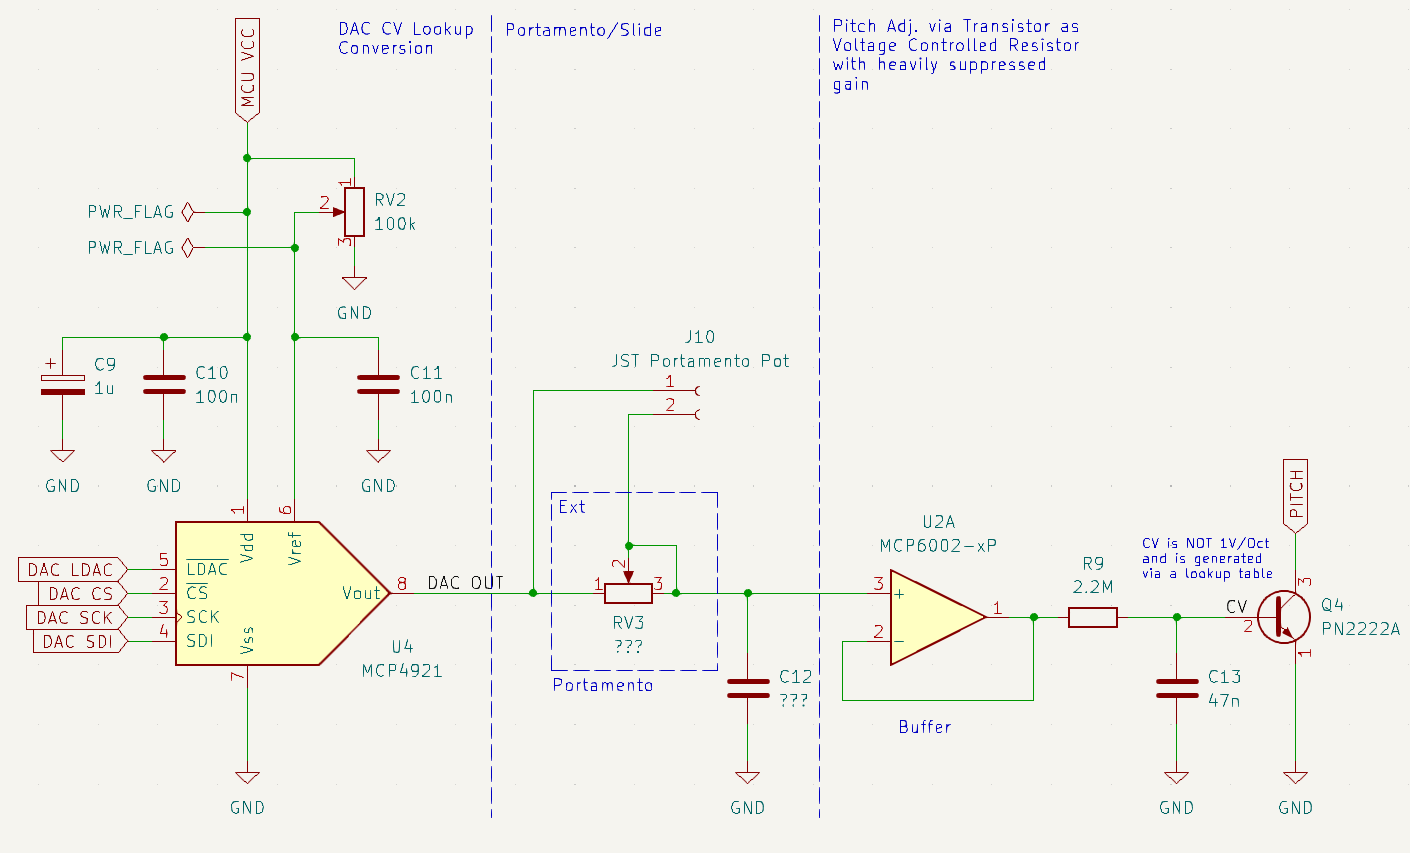 MCU VCC
DAC CV Lookup
Conversion
Portamento/Slide
Pitch Adj. via Transistor as
Voltage Controlled Resistor
with heavily suppressed
gain
1
2
3
RV2
100k
PWR_FLAG
PWR_FLAG
GND
C9
1u
C10
100n
C11
100n
+
GND
GND
GND
J10
JST Portamento Pot
1
2
Ext
1
2
3
RV3
???
Portamento
C12
???
GND
1
6
Vdd
Vref
DAC LDAC
DAC CS
DAC SCK
DAC SDI
5
2
3
4
LDAC
CS
SCK
SDI
Vss
7
Vout
8
DAC OUT
U4
MCP4921
GND
U2A
MCP6002-xP
3
+
2
−
1
Buffer
R9
2.2M
CV is NOT 1V/Oct
and is generated
via a lookup table
PITCH
CV
2
3
1
Q4
PN2222A
C13
47n
GND
GND